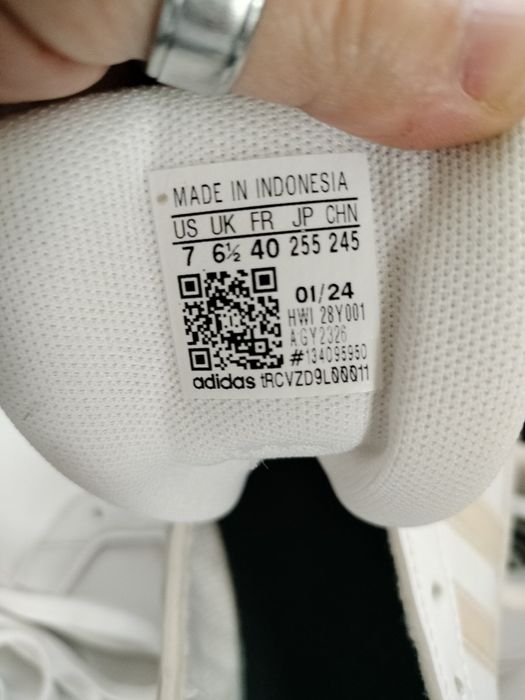 MADE IN INDONESIA
US UK FR JP CHN
7 6½ 40 255 245
01/24
HWI 28Y001
AGY2326
#134095950
adidas tRCVZD9L00011